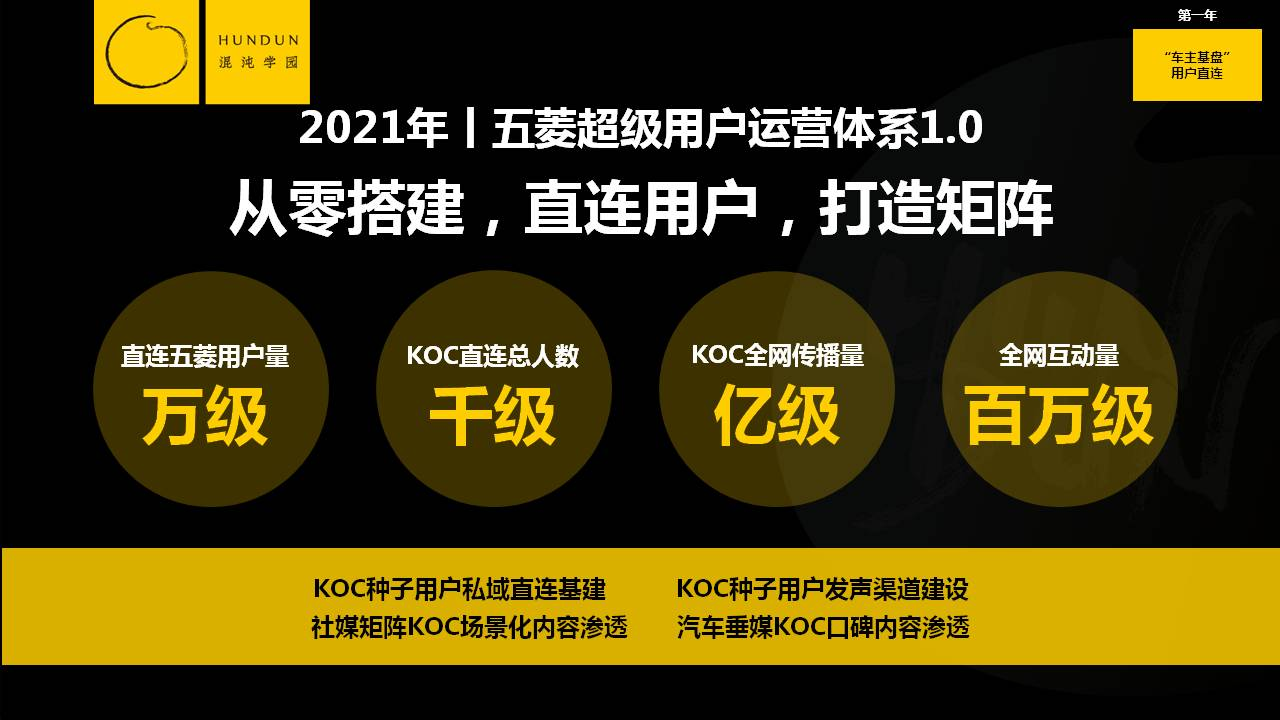 HUNDUN
混沌学园
第一年
“车主基盘”
用户直连
2021年丨五菱超级用户运营体系1.0
从零搭建，直连用户，打造矩阵
直连五菱用户量
万级
KOC直连总人数
千级
KOC全网传播量
亿级
全网互动量
百万级
KOC种子用户私域直连基建
KOC种子用户发声渠道建设
社媒矩阵KOC场景化内容渗透
汽车垂媒KOC口碑内容渗透